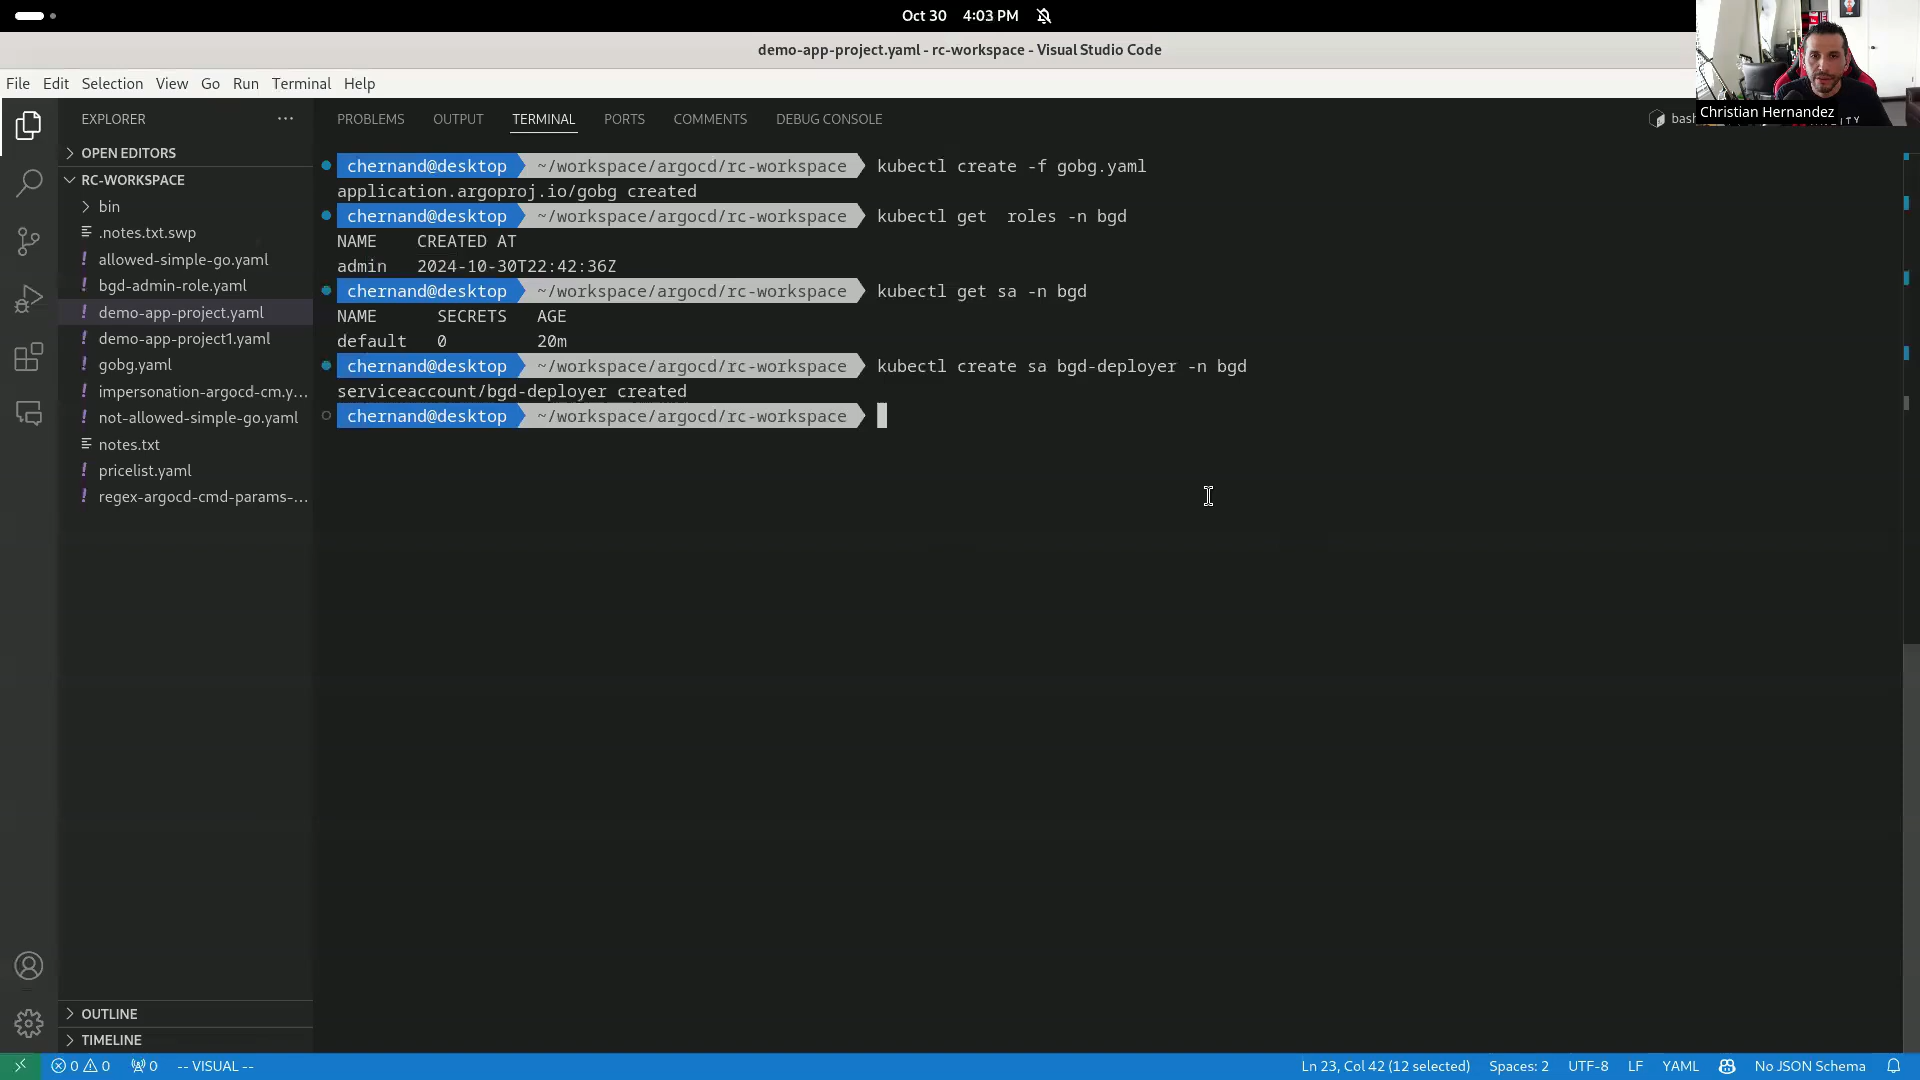 Oct 30 4:03 PM
demo-app-project.yaml - rc-workspace - Visual Studio Code
Christian Hernandez
File Edit Selection View Go Run Terminal Help
EXPLORER
OPEN EDITORS
RC-WORKSPACE
bin
.notes.txt.swp
allowed-simple-go.yaml
bgd-admin-role.yaml
demo-app-project.yaml
demo-app-project1.yaml
gobg.yaml
impersonation-argocd-cm.y...
not-allowed-simple-go.yaml
notes.txt
pricelist.yaml
regex-argocd-cmd-params-...
OUTLINE
TIMELINE
PROBLEMS OUTPUT TERMINAL PORTS COMMENTS DEBUG CONSOLE
bash
chernand@desktop ~/workspace/argocd/rc-workspace kubectl create -f gobg.yaml
application.argoproj.io/gobg created
chernand@desktop ~/workspace/argocd/rc-workspace kubectl get  roles -n bgd
NAME    CREATED AT
admin   2024-10-30T22:42:36Z
chernand@desktop ~/workspace/argocd/rc-workspace kubectl get sa -n bgd
NAME      SECRETS   AGE
default   0         20m
chernand@desktop ~/workspace/argocd/rc-workspace kubectl create sa bgd-deployer -n bgd
serviceaccount/bgd-deployer created
chernand@desktop ~/workspace/argocd/rc-workspace
0 0 0 -- VISUAL -- Ln 23, Col 42 (12 selected) Spaces: 2 UTF-8 LF YAML No JSON Schema